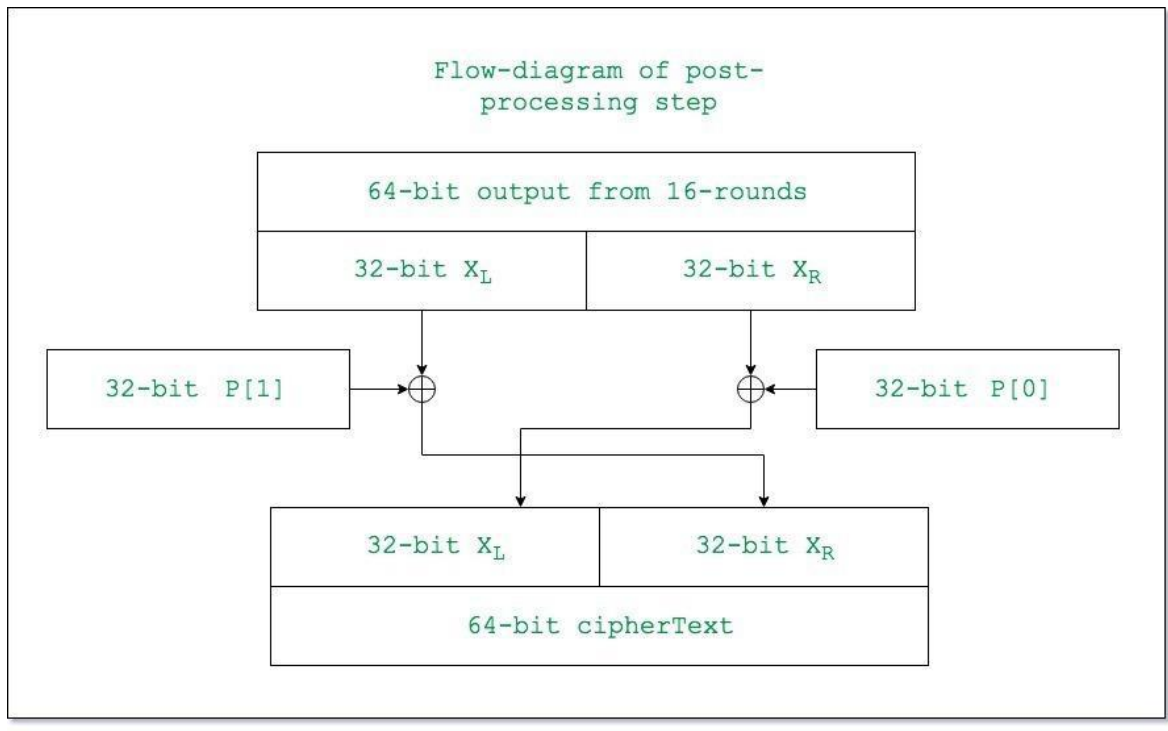 Flow-diagram of post-
processing step
64-bit output from 16-rounds
32-bit XL
32-bit XR
32-bit P[1]
32-bit P[0]
32-bit XL
32-bit XR
64-bit cipherText